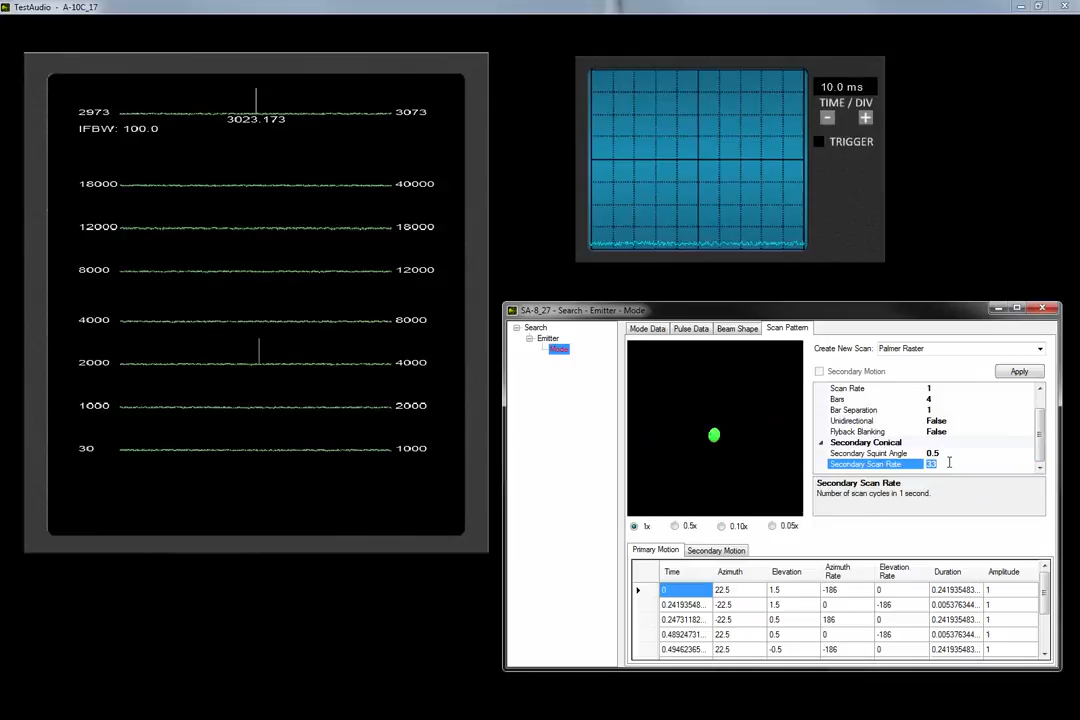 TestAudio - A-10C_17
2973 3073
3023.173
IFBW: 100.0
18000 40000
12000 18000
8000 12000
4000 8000
2000 4000
1000 2000
30 1000
10.0 ms
TIME / DIV
- +
TRIGGER
SA-8_27 - Search - Emitter - Mode
Search
Emitter
Mode
Mode Data Pulse Data Beam Shape Scan Pattern
Create New Scan: Palmer Raster
Secondary Motion Apply
Scan Rate 1
Bars 4
Bar Separation 1
Unidirectional False
Flyback Blanking False
Secondary Conical
Secondary Squint Angle 0.5
Secondary Scan Rate 33
Secondary Scan Rate
Number of scan cycles in 1 second.
1x 0.5x 0.10x 0.05x
Primary Motion Secondary Motion
Time Azimuth Elevation Azimuth Rate Elevation Rate Duration Amplitude
0 22.5 1.5 -186 0 0.241935483... 1
0.24193548... -22.5 1.5 0 -186 0.005376344... 1
0.24731182... -22.5 0.5 186 0 0.241935483... 1
0.48924731... 22.5 0.5 0 -186 0.005376344... 1
0.49462365... 22.5 -0.5 -186 0 0.241935483... 1